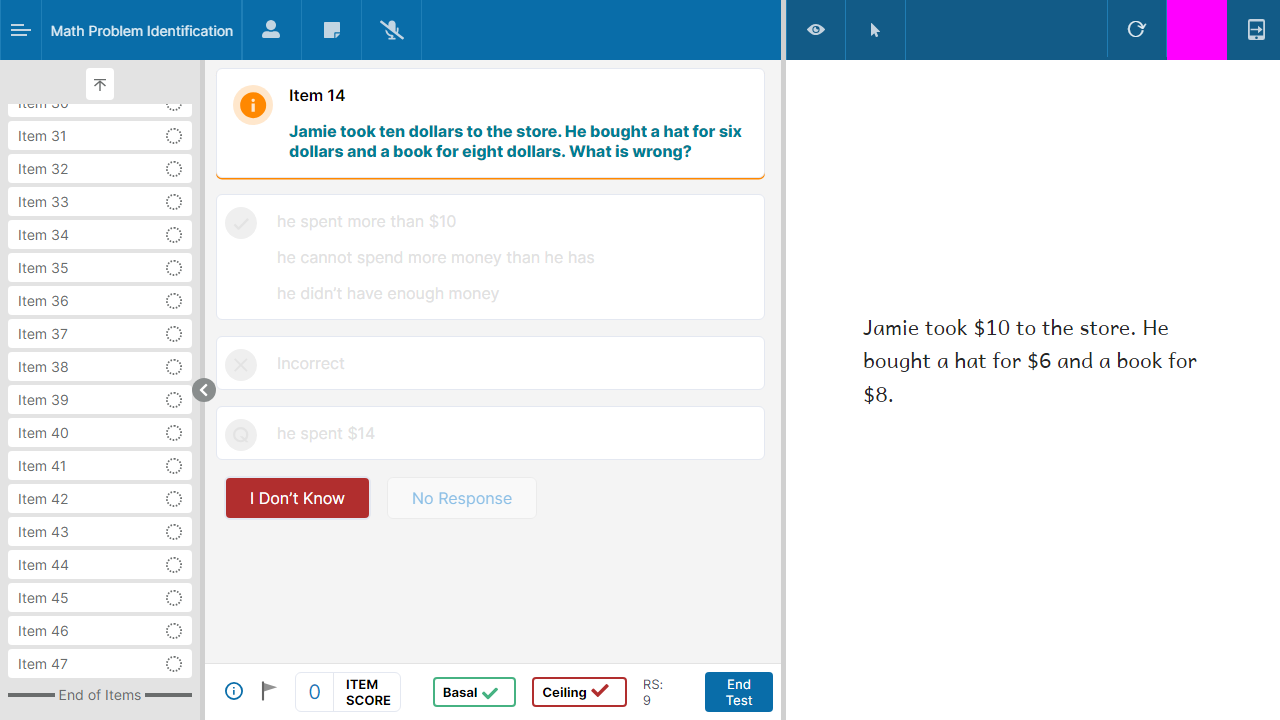 Math Problem Identification
Item 30
Item 31
Item 32
Item 33
Item 34
Item 35
Item 36
Item 37
Item 38
Item 39
Item 40
Item 41
Item 42
Item 43
Item 44
Item 45
Item 46
Item 47
End of Items
Item 14
Jamie took ten dollars to the store. He bought a hat for six
dollars and a book for eight dollars. What is wrong?
he spent more than $10
he cannot spend more money than he has
he didn't have enough money
Incorrect
Q he spent $14
I Don't Know
No Response
0
ITEM
SCORE
Basal
Ceiling
RS:
9
End
Test
Jamie took $10 to the store. He
bought a hat for $6 and a book for
$8.